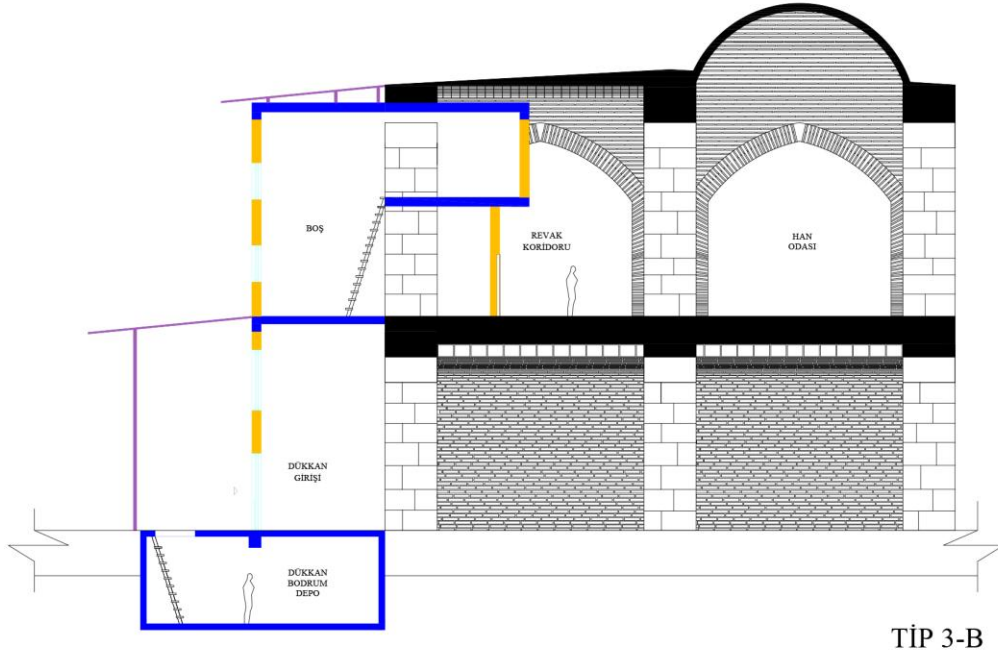 BOŞ
REVAK
KORİDORU
HAN
ODASI
DÜKKAN
GİRİŞİ
DÜKKAN
BODRUM
DEPO
TİP 3-B